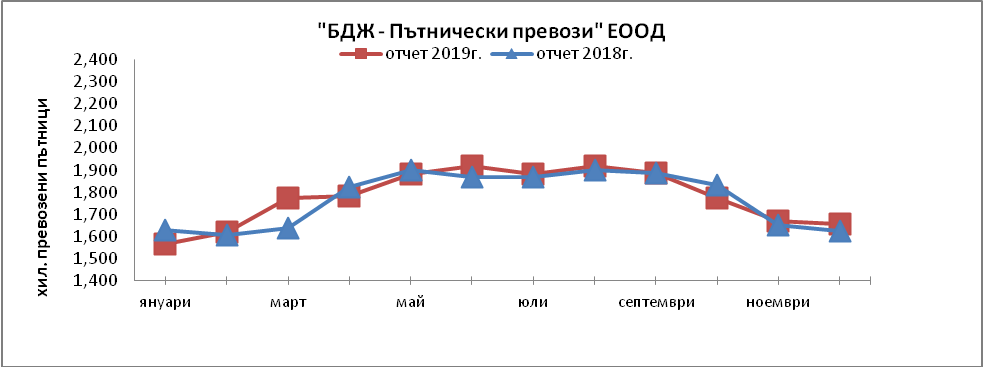 "БДЖ - Пътнически превози" ЕООД
отчет 2019г. отчет 2018г.
хил. превозени пътници
2,400
2,300
2,200
2,100
2,000
1,900
1,800
1,700
1,600
1,500
1,400
януари март май юли септември ноември